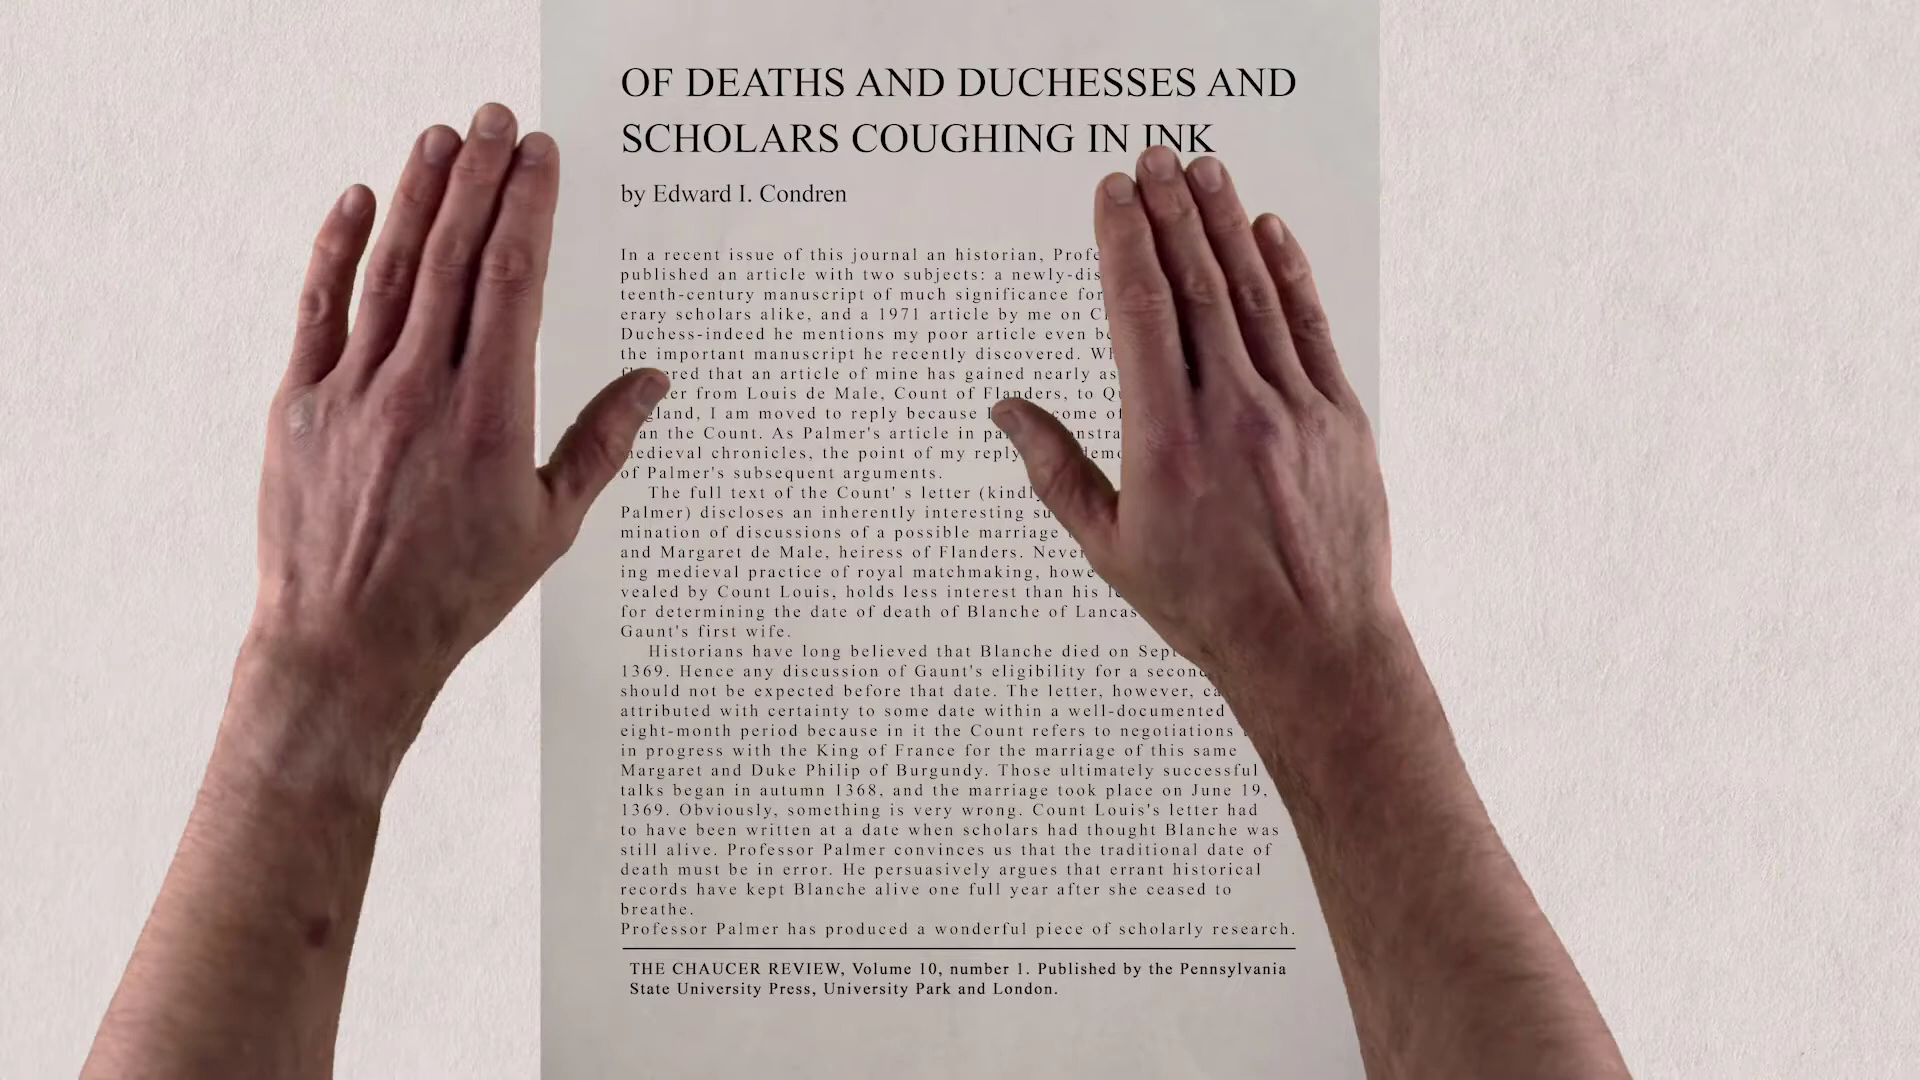 OF DEATHS AND DUCHESSES AND
SCHOLARS COUGHING IN INK
by Edward I. Condren
In a recent issue of this journal an historian,
published an article with two subjects: a
teenth-century manuscript of much significance for
erary scholars alike, and a 1971 article by me on
Duchess-indeed he mentions my poor article even
the important manuscript he recently discovered.
that an article of mine has gained nearly as
from Louis de Male, Count of Flanders, to
I am moved to reply because
the Count. As Palmer's article in
medieval chronicles, the point of my reply
of Palmer's subsequent arguments.
The full text of the Count' s letter (kindly
Palmer) discloses an inherently interesting
mination of discussions of a possible marriage
and Margaret de Male, heiress of Flanders.
ing medieval practice of royal matchmaking,
vealed by Count Louis, holds less interest than his
for determining the date of death of Blanche of
Gaunt's first wife.
Historians have long believed that Blanche died on
1369. Hence any discussion of Gaunt's eligibility for a second
should not be expected before that date. The letter, however,
attributed with certainty to some date within a well-documented
eight-month period because in it the Count refers to negotiations
in progress with the King of France for the marriage of this same
Margaret and Duke Philip of Burgundy. Those ultimately successful
talks began in autumn 1368, and the marriage took place on June 19,
1369. Obviously, something is very wrong. Count Louis's letter had
to have been written at a date when scholars had thought Blanche was
still alive. Professor Palmer convinces us that the traditional date of
death must be in error. He persuasively argues that errant historical
records have kept Blanche alive one full year after she ceased to
breathe.
Professor Palmer has produced a wonderful piece of scholarly research.
THE CHAUCER REVIEW, Volume 10, number 1. Published by the Pennsylvania
State University Press, University Park and London.